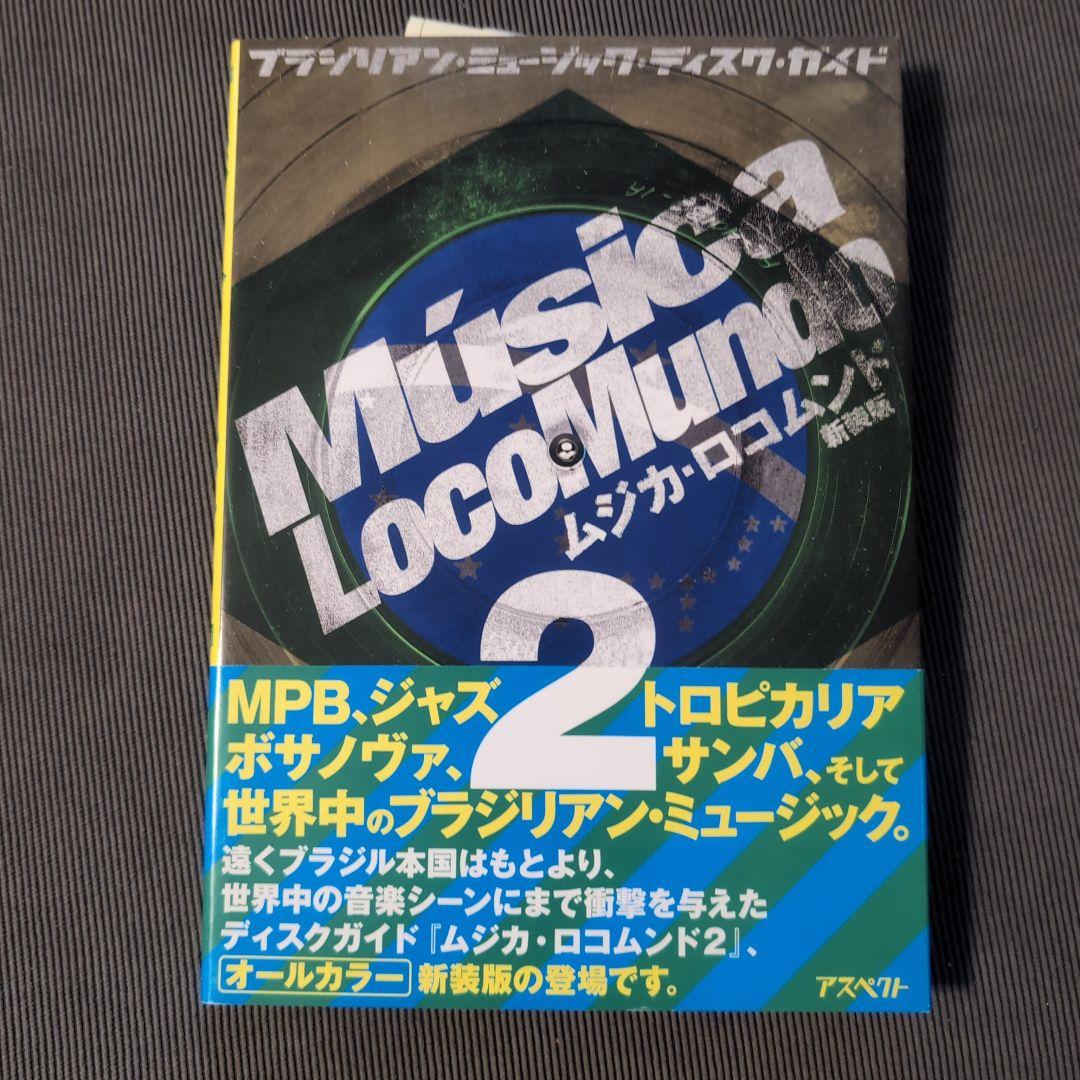 ブラジリアン・ミュージック・ディスク・ガイド
Música
LocoMundo
ムジカ・ロコムンド
新装版
2
MPB、ジャズ トロピカリア
ボサノヴァ、 サンバ、そして
世界中のブラジリアン・ミュージック。
遠くブラジル本国はもとより、
世界中の音楽シーンにまで衝撃を与えた
ディスクガイド『ムジカ・ロコムンド2』、
オールカラー 新装版の登場です。
アスペクト